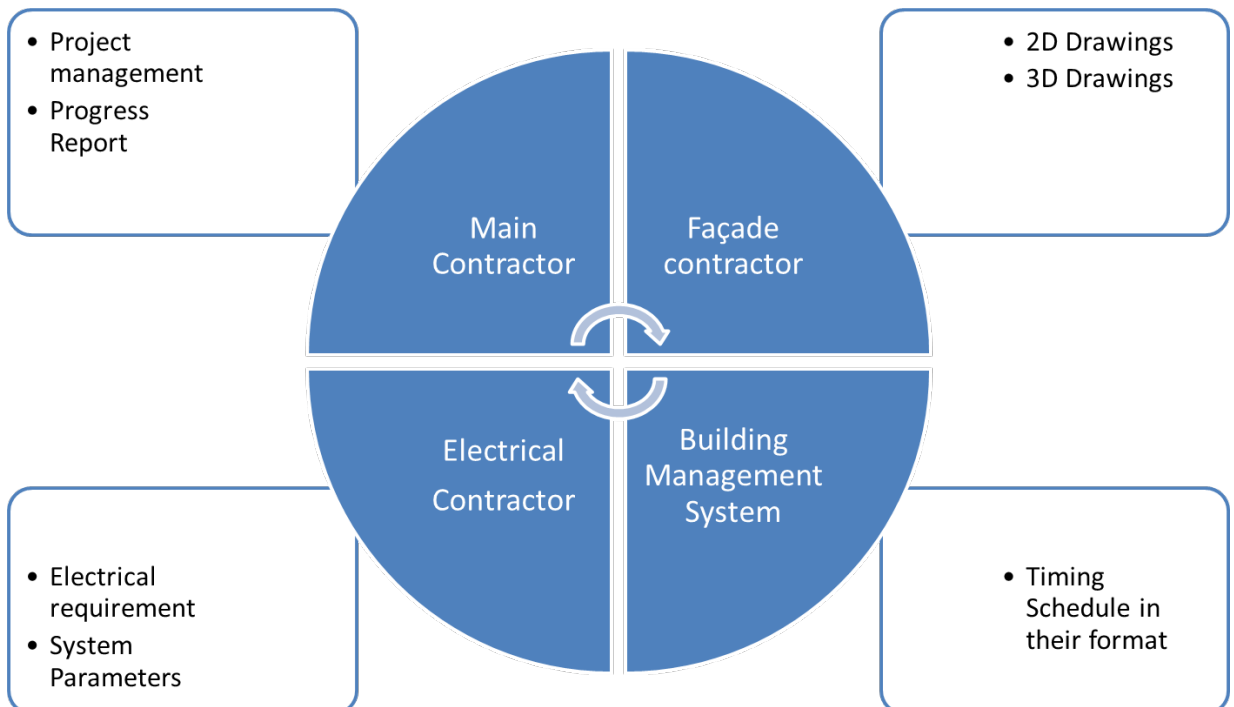 • Project
management
• Progress
Report
• 2D Drawings
• 3D Drawings
Main
Contractor
Façade
contractor
Electrical
Contractor
Building
Management
System
• Electrical
requirement
• System
Parameters
• Timing
Schedule in
their format